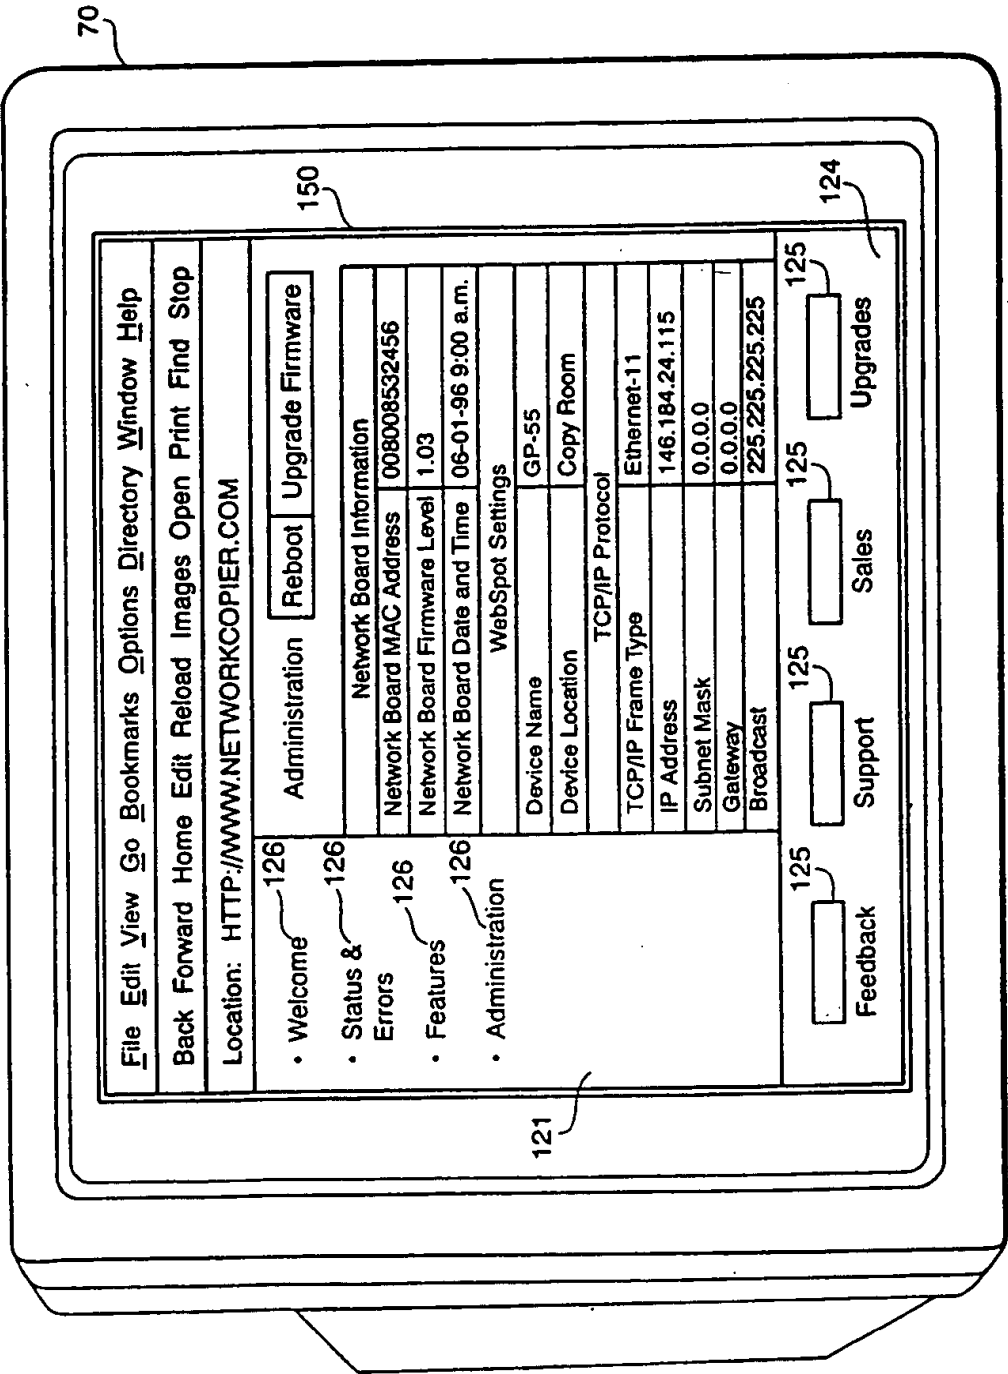 70
150
File Edit View Go Bookmarks Options Directory Window Help
Back Forward Home Edit Reload Images Open Print Find Stop
Location: HTTP://WWW.NETWORKCOPIER.COM
• Welcome 126
• Status & Errors 126
• Features 126
• Administration 126
121
Administration Reboot Upgrade Firmware
Network Board Information
Network Board MAC Address 008008532456
Network Board Firmware Level 1.03
Network Board Date and Time 06-01-96 9:00 a.m.
WebSpot Settings
Device Name GP-55
Device Location Copy Room
TCP/IP Protocol
TCP/IP Frame Type Ethernet-11
IP Address 146.184.24.115
Subnet Mask 0.0.0.0
Gateway 0.0.0.0
Broadcast 225.225.225.225
125 125 125 125
Feedback Support Sales Upgrades
124